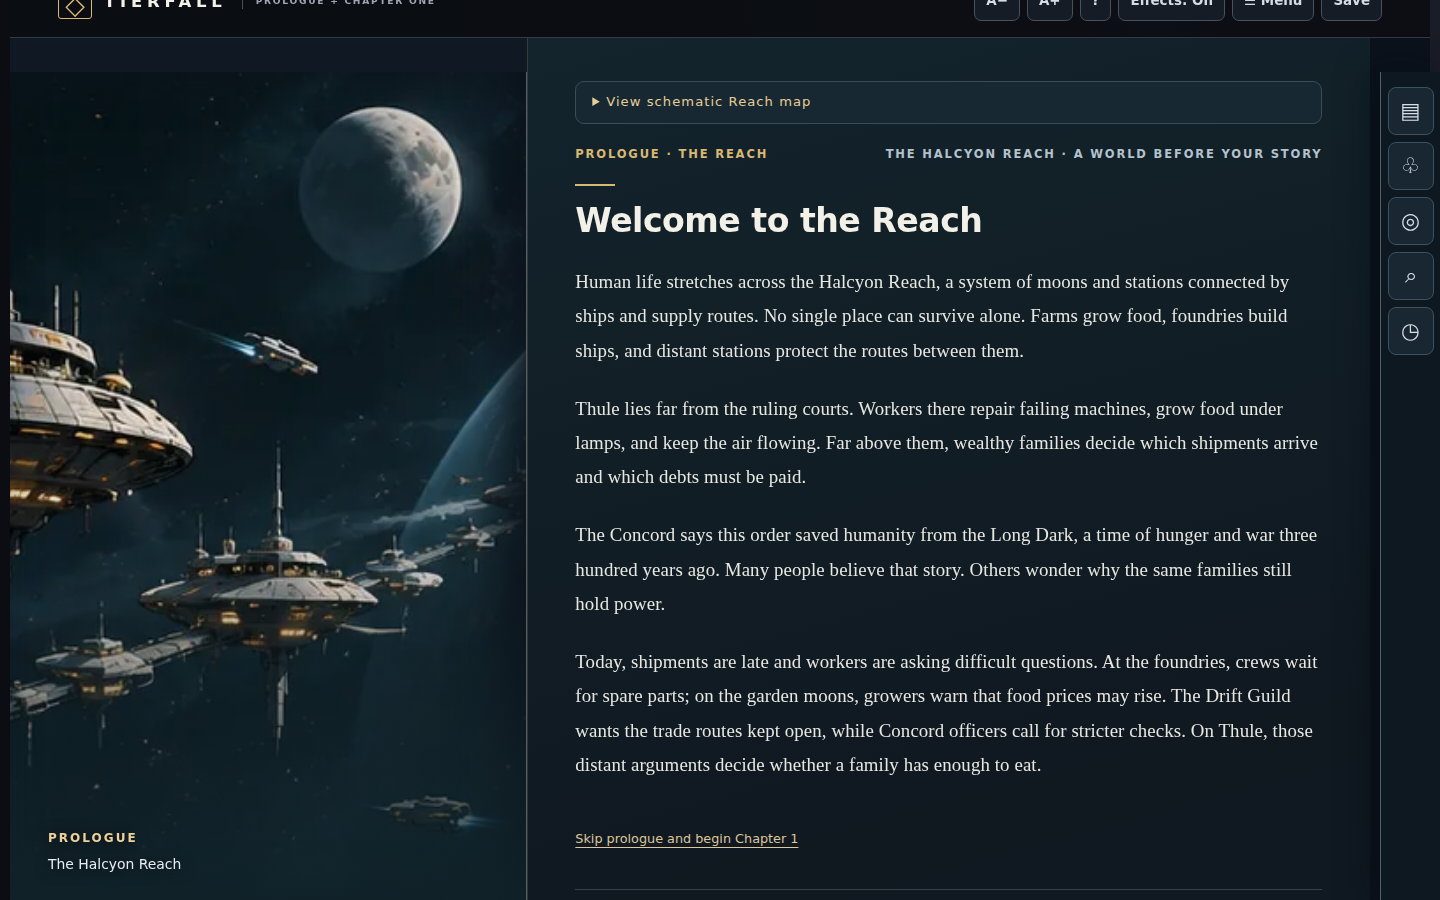 TIERFALL
PROLOGUE + CHAPTER ONE
A− A+ ? Effects: On ☰ Menu Save
▶ View schematic Reach map
PROLOGUE · THE REACH
THE HALCYON REACH · A WORLD BEFORE YOUR STORY
Welcome to the Reach
Human life stretches across the Halcyon Reach, a system of moons and stations connected by
ships and supply routes. No single place can survive alone. Farms grow food, foundries build
ships, and distant stations protect the routes between them.
Thule lies far from the ruling courts. Workers there repair failing machines, grow food under
lamps, and keep the air flowing. Far above them, wealthy families decide which shipments arrive
and which debts must be paid.
The Concord says this order saved humanity from the Long Dark, a time of hunger and war three
hundred years ago. Many people believe that story. Others wonder why the same families still
hold power.
Today, shipments are late and workers are asking difficult questions. At the foundries, crews wait
for spare parts; on the garden moons, growers warn that food prices may rise. The Drift Guild
wants the trade routes kept open, while Concord officers call for stricter checks. On Thule, those
distant arguments decide whether a family has enough to eat.
Skip prologue and begin Chapter 1
PROLOGUE
The Halcyon Reach